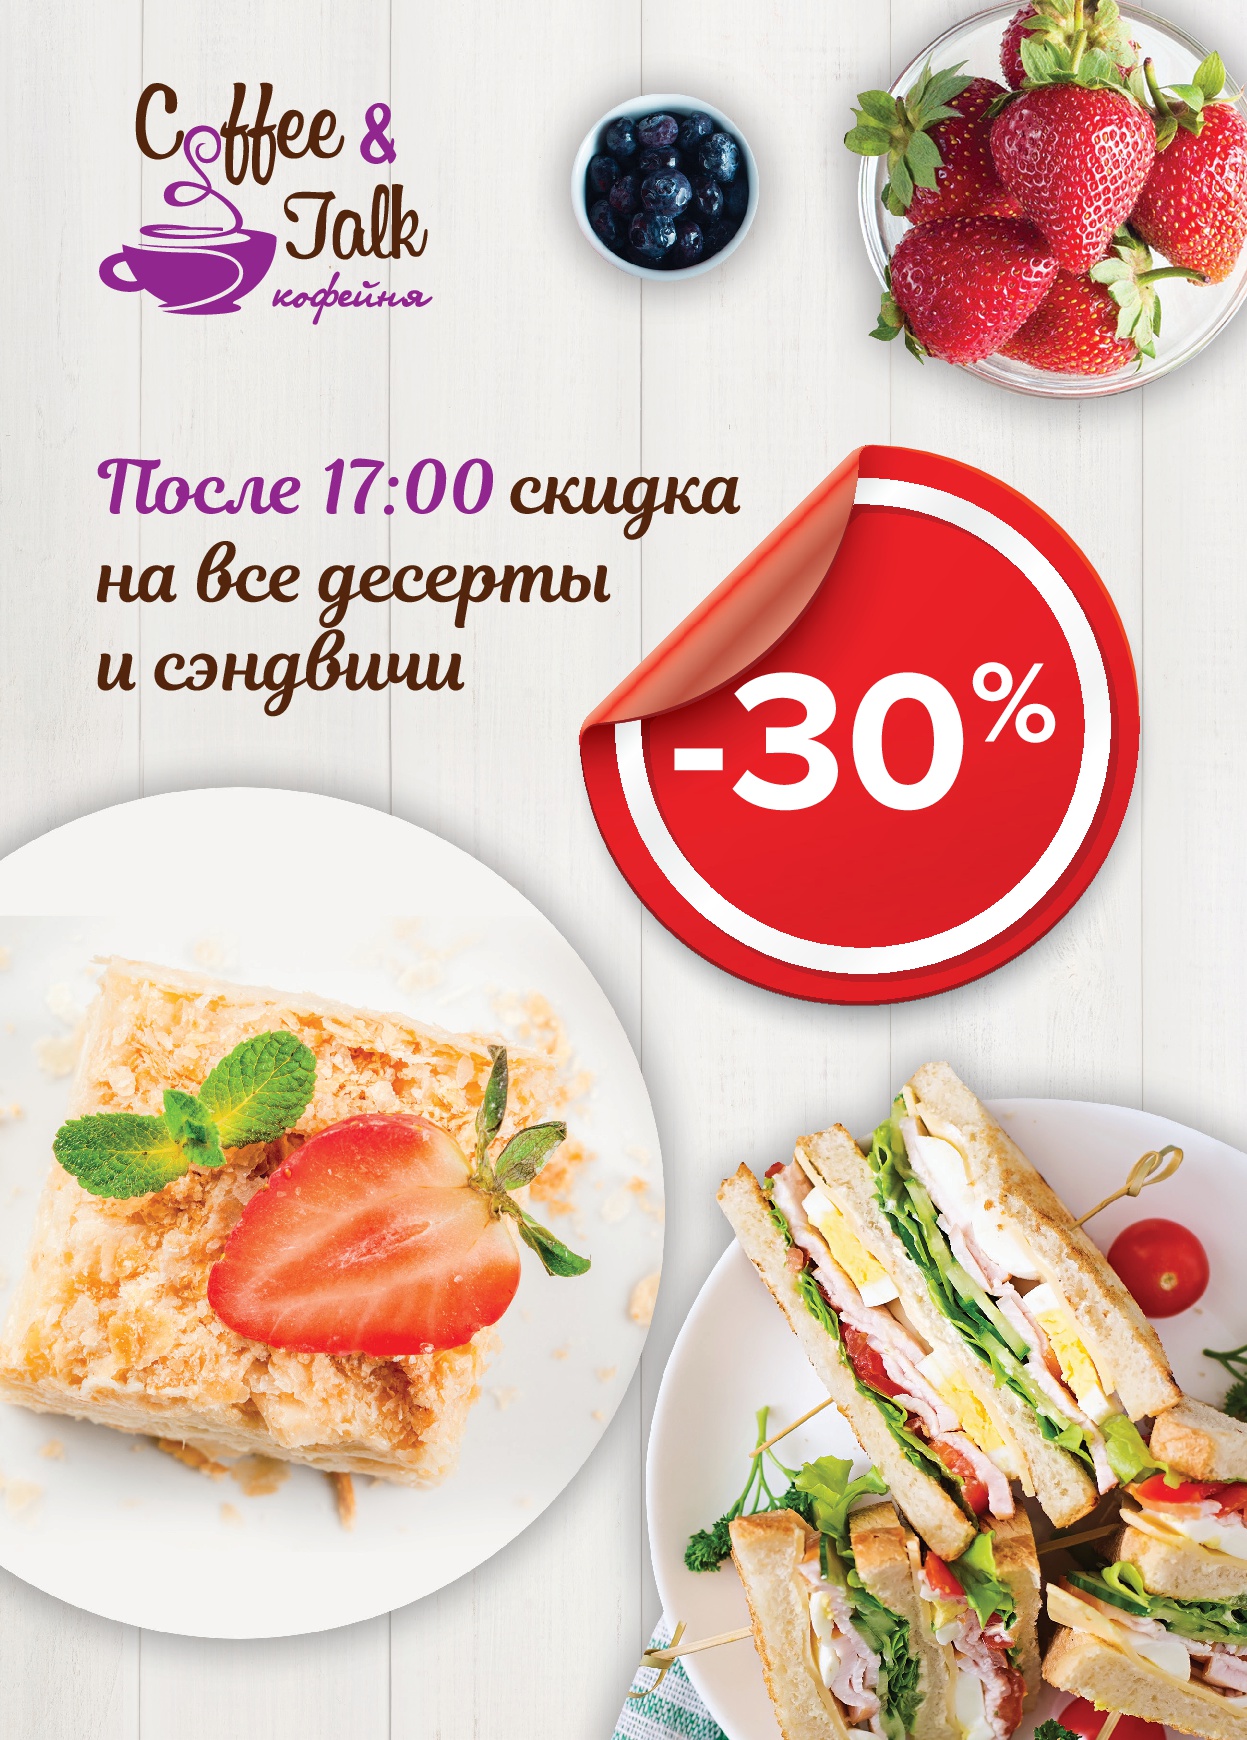 Coffee &
Talk
кофейня
После 17:00 скидка
на все десерты
и сэндвичи
-30%